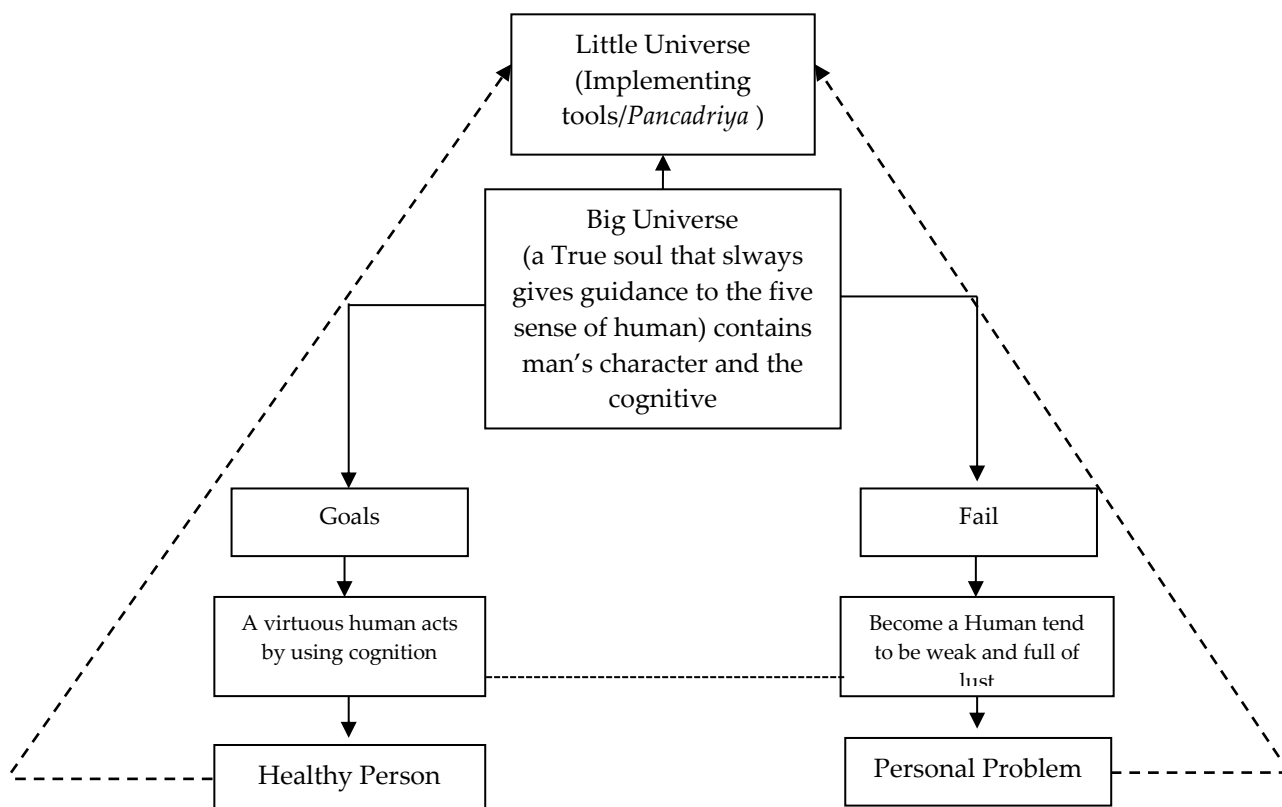 Little Universe
(Implementing
tools/Pancadriya )
Big Universe
(a True soul that slways
gives guidance to the five
sense of human) contains
man’s character and the
cognitive
Goals
Fail
A virtuous human acts
by using cognition
Become a Human tend
to be weak and full of
lust
Healthy Person
Personal Problem